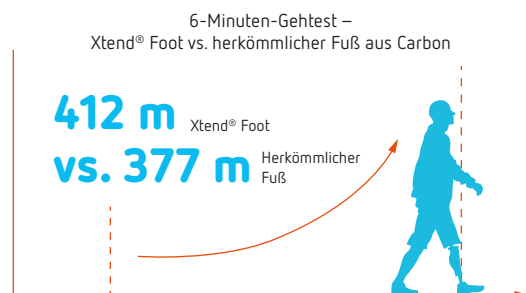 6-Minuten-Gehtest –
Xtend® Foot vs. herkömmlicher Fuß aus Carbon
412 m Xtend® Foot
vs. 377 m Herkömmlicher
Fuß